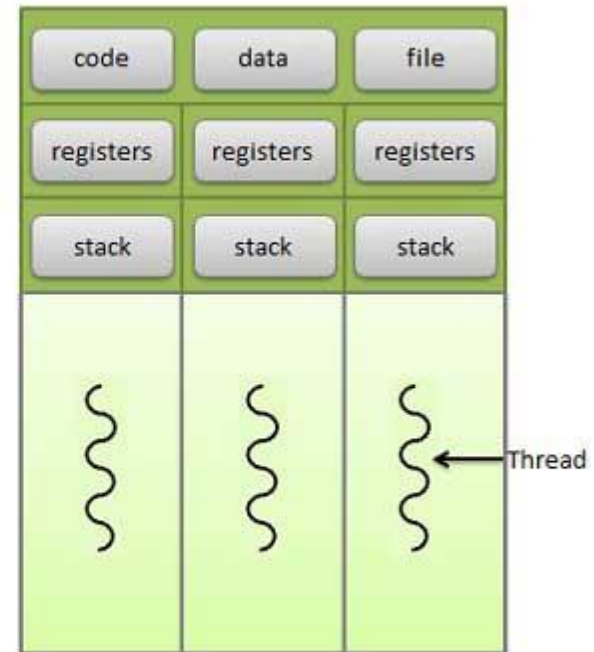 code data file
registers registers registers
stack stack stack
Thread